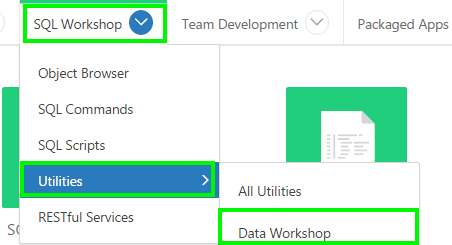 SQL Workshop
Team Development
Packaged Apps
Object Browser
SQL Commands
SQL Scripts
Utilities
RESTful Services
All Utilities
Data Workshop